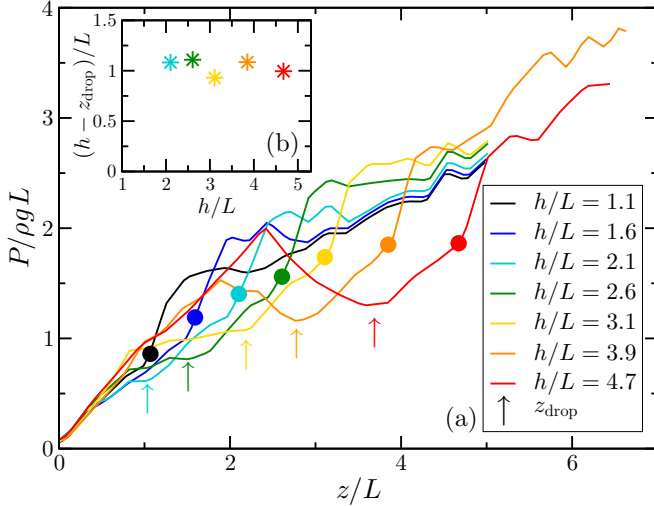 4
3
2
1
0
P/ρgL
0
2
4
6
z/L
(a)
1.5
1
0.5
0
(h − z_drop)/L
1
2
3
4
5
h/L
(b)
h/L = 1.1
h/L = 1.6
h/L = 2.1
h/L = 2.6
h/L = 3.1
h/L = 3.9
h/L = 4.7
↑ z_drop